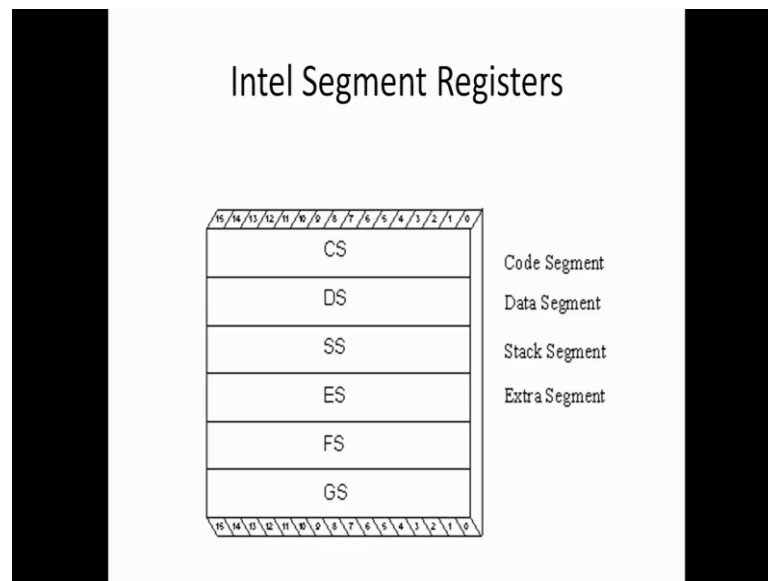 Intel Segment Registers
15 14 13 12 11 10 9 8 7 6 5 4 3 2 1 0
CS
Code Segment
DS
Data Segment
SS
Stack Segment
ES
Extra Segment
FS
GS
15 14 13 12 11 10 9 8 7 6 5 4 3 2 1 0